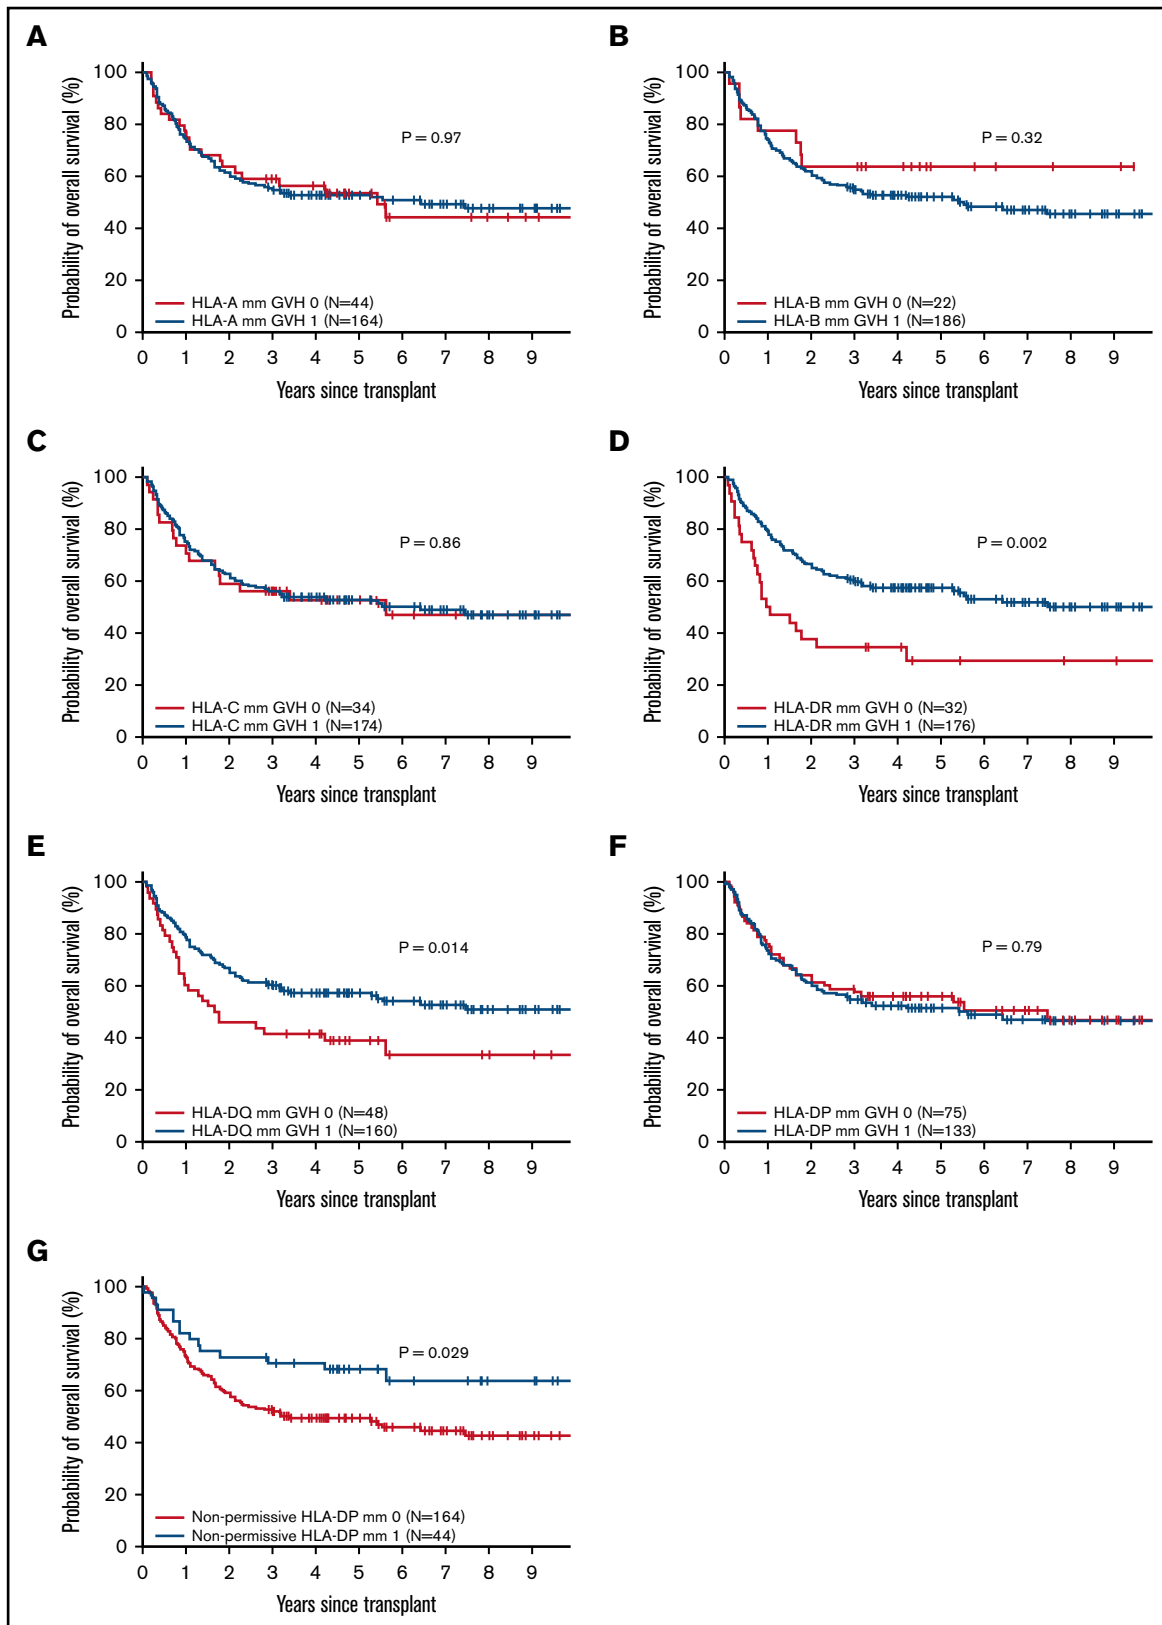 A
Probability of overall survival (%)
100
80
60
40
20
0
P = 0.97
HLA-A mm GVH 0 (N=44)
HLA-A mm GVH 1 (N=164)
0 1 2 3 4 5 6 7 8 9
Years since transplant
B
Probability of overall survival (%)
100
80
60
40
20
0
P = 0.32
HLA-B mm GVH 0 (N=22)
HLA-B mm GVH 1 (N=186)
0 1 2 3 4 5 6 7 8 9
Years since transplant
C
Probability of overall survival (%)
100
80
60
40
20
0
P = 0.86
HLA-C mm GVH 0 (N=34)
HLA-C mm GVH 1 (N=174)
0 1 2 3 4 5 6 7 8 9
Years since transplant
D
Probability of overall survival (%)
100
80
60
40
20
0
P = 0.002
HLA-DR mm GVH 0 (N=32)
HLA-DR mm GVH 1 (N=176)
0 1 2 3 4 5 6 7 8 9
Years since transplant
E
Probability of overall survival (%)
100
80
60
40
20
0
P = 0.014
HLA-DQ mm GVH 0 (N=48)
HLA-DQ mm GVH 1 (N=160)
0 1 2 3 4 5 6 7 8 9
Years since transplant
F
Probability of overall survival (%)
100
80
60
40
20
0
P = 0.79
HLA-DP mm GVH 0 (N=75)
HLA-DP mm GVH 1 (N=133)
0 1 2 3 4 5 6 7 8 9
Years since transplant
G
Probability of overall survival (%)
100
80
60
40
20
0
P = 0.029
Non-permissive HLA-DP mm 0 (N=164)
Non-permissive HLA-DP mm 1 (N=44)
0 1 2 3 4 5 6 7 8 9
Years since transplant